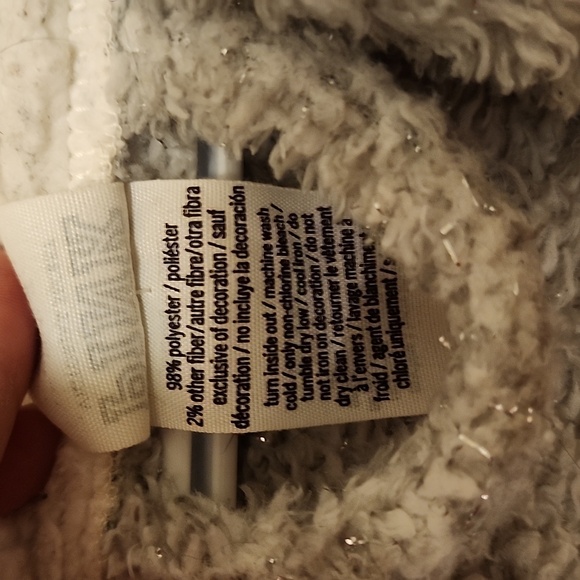 98% polyester / poliéster
2% other fiber/autre fibre/otra fibra
exclusive of decoration / sauf
décoration / no incluye la decoración
turn inside out / machine wash
cold / only non-chlorine bleach /
tumble dry low / cool iron / do
not iron on decoration / do not
dry clean / retourner le vêtement
à l'envers / lavage machine à
froid / agent de blanchime
chloré uniquement / s